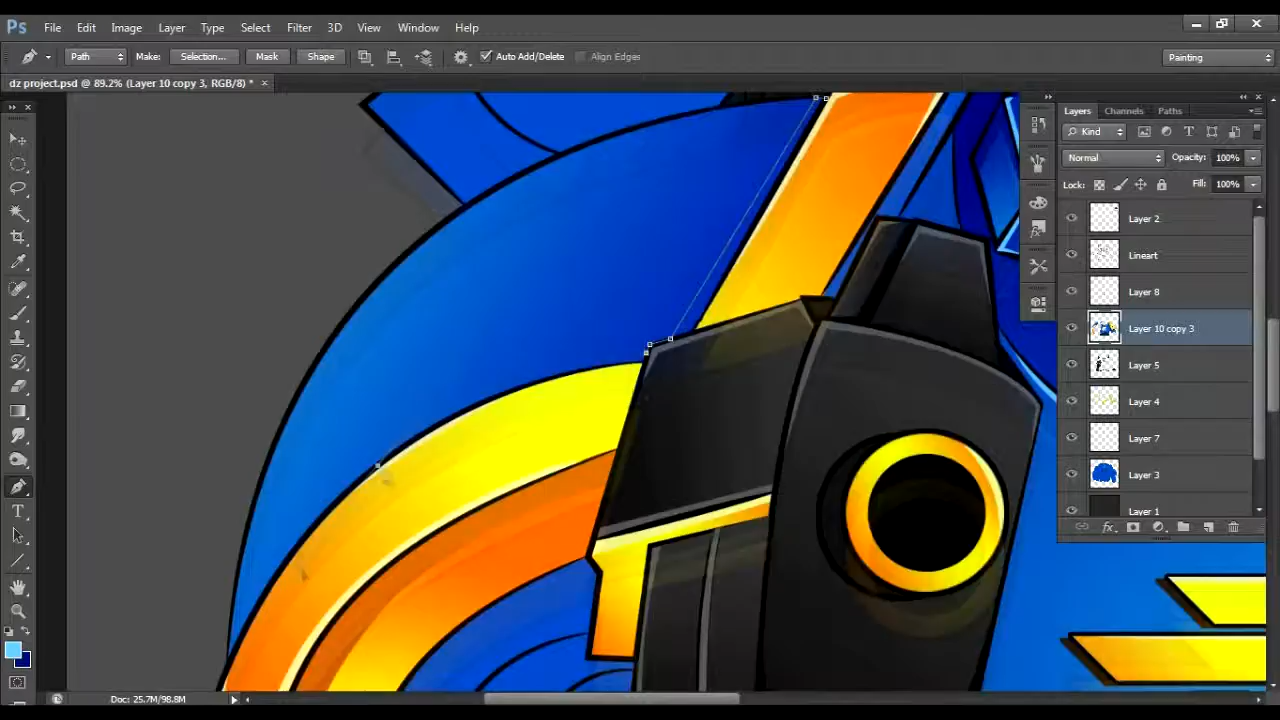 Ps File Edit Image Layer Type Select Filter 3D View Window Help
Path Make: Selection... Mask Shape Auto Add/Delete Align Edges Painting
dz project.psd @ 89.2% (Layer 10 copy 3, RGB/8) * ×
Layers Channels Paths
Kind
Normal Opacity: 100%
Lock: Fill: 100%
Layer 2
Lineart
Layer 8
Layer 10 copy 3
Layer 5
Layer 4
Layer 7
Layer 3
Layer 1
Doc: 25.7M/98.8M